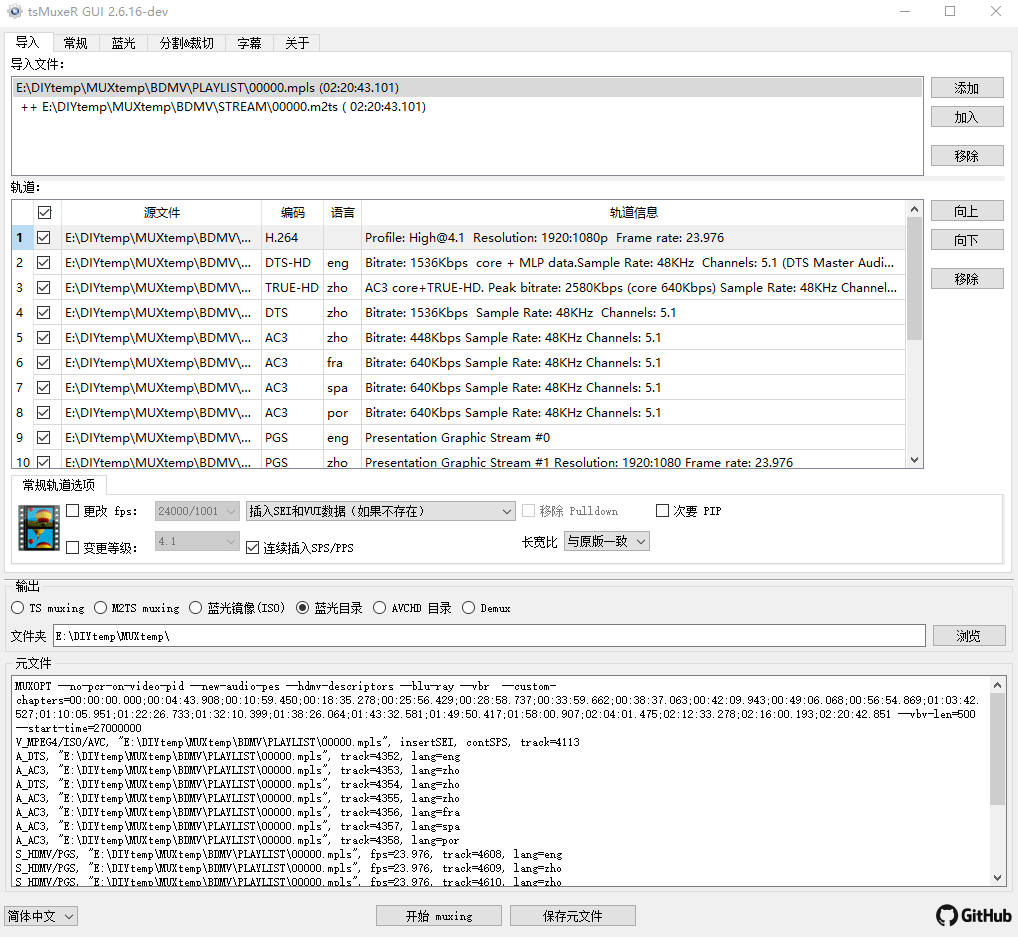 tsMuxeR GUI 2.6.16-dev
导入 常规 蓝光 分割&裁切 字幕 关于
导入文件:
E:\DIYtemp\MUXtemp\BDMV\PLAYLIST\00000.mpls (02:20:43.101)
++ E:\DIYtemp\MUXtemp\BDMV\STREAM\00000.m2ts ( 02:20:43.101)
添加
加入
移除
轨道:
源文件 编码 语言 轨道信息
1 E:\DIYtemp\MUXtemp\BDMV\... H.264 Profile: High@4.1 Resolution: 1920:1080p Frame rate: 23.976
2 E:\DIYtemp\MUXtemp\BDMV\... DTS-HD eng Bitrate: 1536Kbps core + MLP data.Sample Rate: 48KHz Channels: 5.1 (DTS Master Audi...
3 E:\DIYtemp\MUXtemp\BDMV\... TRUE-HD zho AC3 core+TRUE-HD. Peak bitrate: 2580Kbps (core 640Kbps) Sample Rate: 48KHz Channel...
4 E:\DIYtemp\MUXtemp\BDMV\... DTS zho Bitrate: 1536Kbps Sample Rate: 48KHz Channels: 5.1
5 E:\DIYtemp\MUXtemp\BDMV\... AC3 zho Bitrate: 448Kbps Sample Rate: 48KHz Channels: 5.1
6 E:\DIYtemp\MUXtemp\BDMV\... AC3 fra Bitrate: 640Kbps Sample Rate: 48KHz Channels: 5.1
7 E:\DIYtemp\MUXtemp\BDMV\... AC3 spa Bitrate: 640Kbps Sample Rate: 48KHz Channels: 5.1
8 E:\DIYtemp\MUXtemp\BDMV\... AC3 por Bitrate: 640Kbps Sample Rate: 48KHz Channels: 5.1
9 E:\DIYtemp\MUXtemp\BDMV\... PGS eng Presentation Graphic Stream #0
10 E:\DIYtemp\MUXtemp\BDMV\... PGS zho Presentation Graphic Stream #1 Resolution: 1920:1080 Frame rate: 23.976
向上
向下
移除
常规轨道选项
更改 fps: 24000/1001 插入SEI和VUI数据（如果不存在） 移除 Pulldown 次要 PIP
变更等级: 4.1 连续插入SPS/PPS 长宽比 与原版一致
输出
TS muxing M2TS muxing 蓝光镜像(ISO) 蓝光目录 AVCHD 目录 Demux
文件夹 E:\DIYtemp\MUXtemp\ 浏览
元文件
MUXOPT --no-pcr-on-video-pid --new-audio-pes --hdmv-descriptors --blu-ray --vbr --custom-
chapters=00:00:00.000;00:04:43.908;00:10:59.450;00:18:35.278;00:25:56.429;00:28:58.737;00:33:59.662;00:38:37.063;00:42:09.943;00:49:06.068;00:56:54.869;01:03:42.
527;01:10:05.951;01:22:26.733;01:32:10.399;01:38:26.064;01:43:32.581;01:49:50.417;01:58:00.907;02:04:01.475;02:12:33.278;02:16:00.193;02:20:42.851 --vbv-len=500
--start-time=27000000
V_MPEG4/ISO/AVC, "E:\DIYtemp\MUXtemp\BDMV\PLAYLIST\00000.mpls", insertSEI, contSPS, track=4113
A_DTS, "E:\DIYtemp\MUXtemp\BDMV\PLAYLIST\00000.mpls", track=4352, lang=eng
A_AC3, "E:\DIYtemp\MUXtemp\BDMV\PLAYLIST\00000.mpls", track=4353, lang=zho
A_DTS, "E:\DIYtemp\MUXtemp\BDMV\PLAYLIST\00000.mpls", track=4354, lang=zho
A_AC3, "E:\DIYtemp\MUXtemp\BDMV\PLAYLIST\00000.mpls", track=4355, lang=zho
A_AC3, "E:\DIYtemp\MUXtemp\BDMV\PLAYLIST\00000.mpls", track=4356, lang=fra
A_AC3, "E:\DIYtemp\MUXtemp\BDMV\PLAYLIST\00000.mpls", track=4357, lang=spa
A_AC3, "E:\DIYtemp\MUXtemp\BDMV\PLAYLIST\00000.mpls", track=4358, lang=por
S_HDMV/PGS, "E:\DIYtemp\MUXtemp\BDMV\PLAYLIST\00000.mpls", fps=23.976, track=4608, lang=eng
S_HDMV/PGS, "E:\DIYtemp\MUXtemp\BDMV\PLAYLIST\00000.mpls", fps=23.976, track=4609, lang=zho
S_HDMV/PGS, "E:\DIYtemp\MUXtemp\BDMV\PLAYLIST\00000.mpls", fps=23.976, track=4610, lang=zho
简体中文 开始 muxing 保存元文件 GitHub